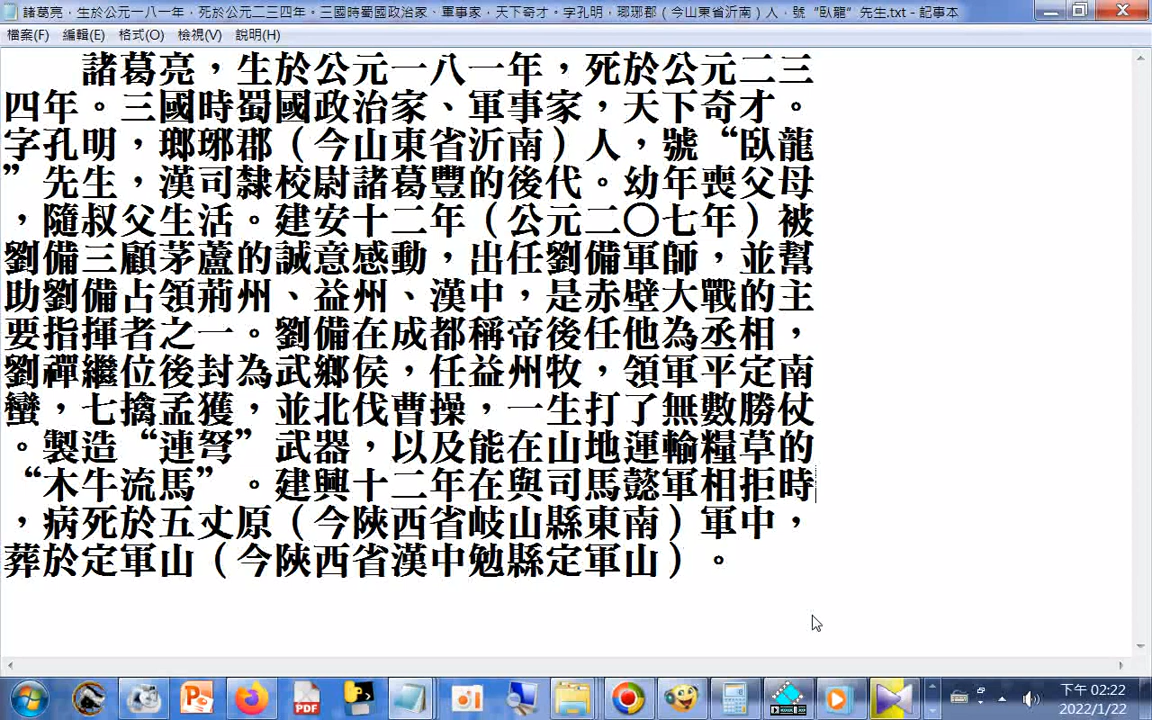 諸葛亮，生於公元一八一年，死於公元二三四年。三國時蜀國政治家、軍事家，天下奇才。字孔明，瑯琊郡（今山東省沂南）人，號“臥龍”先生.txt - 記事本
檔案(F) 編輯(E) 格式(O) 檢視(V) 說明(H)
諸葛亮，生於公元一八一年，死於公元二三
四年。三國時蜀國政治家、軍事家，天下奇才。
字孔明，瑯琊郡（今山東省沂南）人，號“臥龍
”先生，漢司隸校尉諸葛豐的後代。幼年喪父母
，隨叔父生活。建安十二年（公元二〇七年）被
劉備三顧茅蘆的誠意感動，出任劉備軍師，並幫
助劉備占領荊州、益州、漢中，是赤壁大戰的主
要指揮者之一。劉備在成都稱帝後任他為丞相，
劉禪繼位後封為武鄉侯，任益州牧，領軍平定南
蠻，七擒孟獲，並北伐曹操，一生打了無數勝仗
。製造“連弩”武器，以及能在山地運輸糧草的
“木牛流馬”。建興十二年在與司馬懿軍相拒時
，病死於五丈原（今陝西省岐山縣東南）軍中，
葬於定軍山（今陝西省漢中勉縣定軍山）。
PDF
下午 02:22
2022/1/22